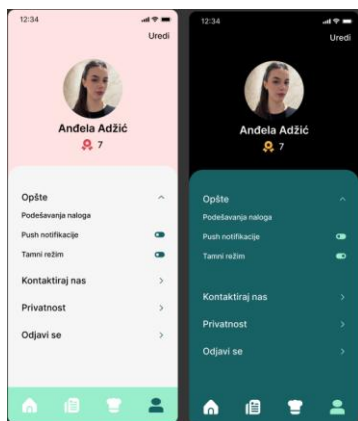 12:34
Uredi
Anđela Adžić
7
Opšte
Podešavanja naloga
Push notifikacije
Tamni režim
Kontaktiraj nas
Privatnost
Odjavi se
12:34
Uredi
Anđela Adžić
7
Opšte
Podešavanja naloga
Push notifikacije
Tamni režim
Kontaktiraj nas
Privatnost
Odjavi se